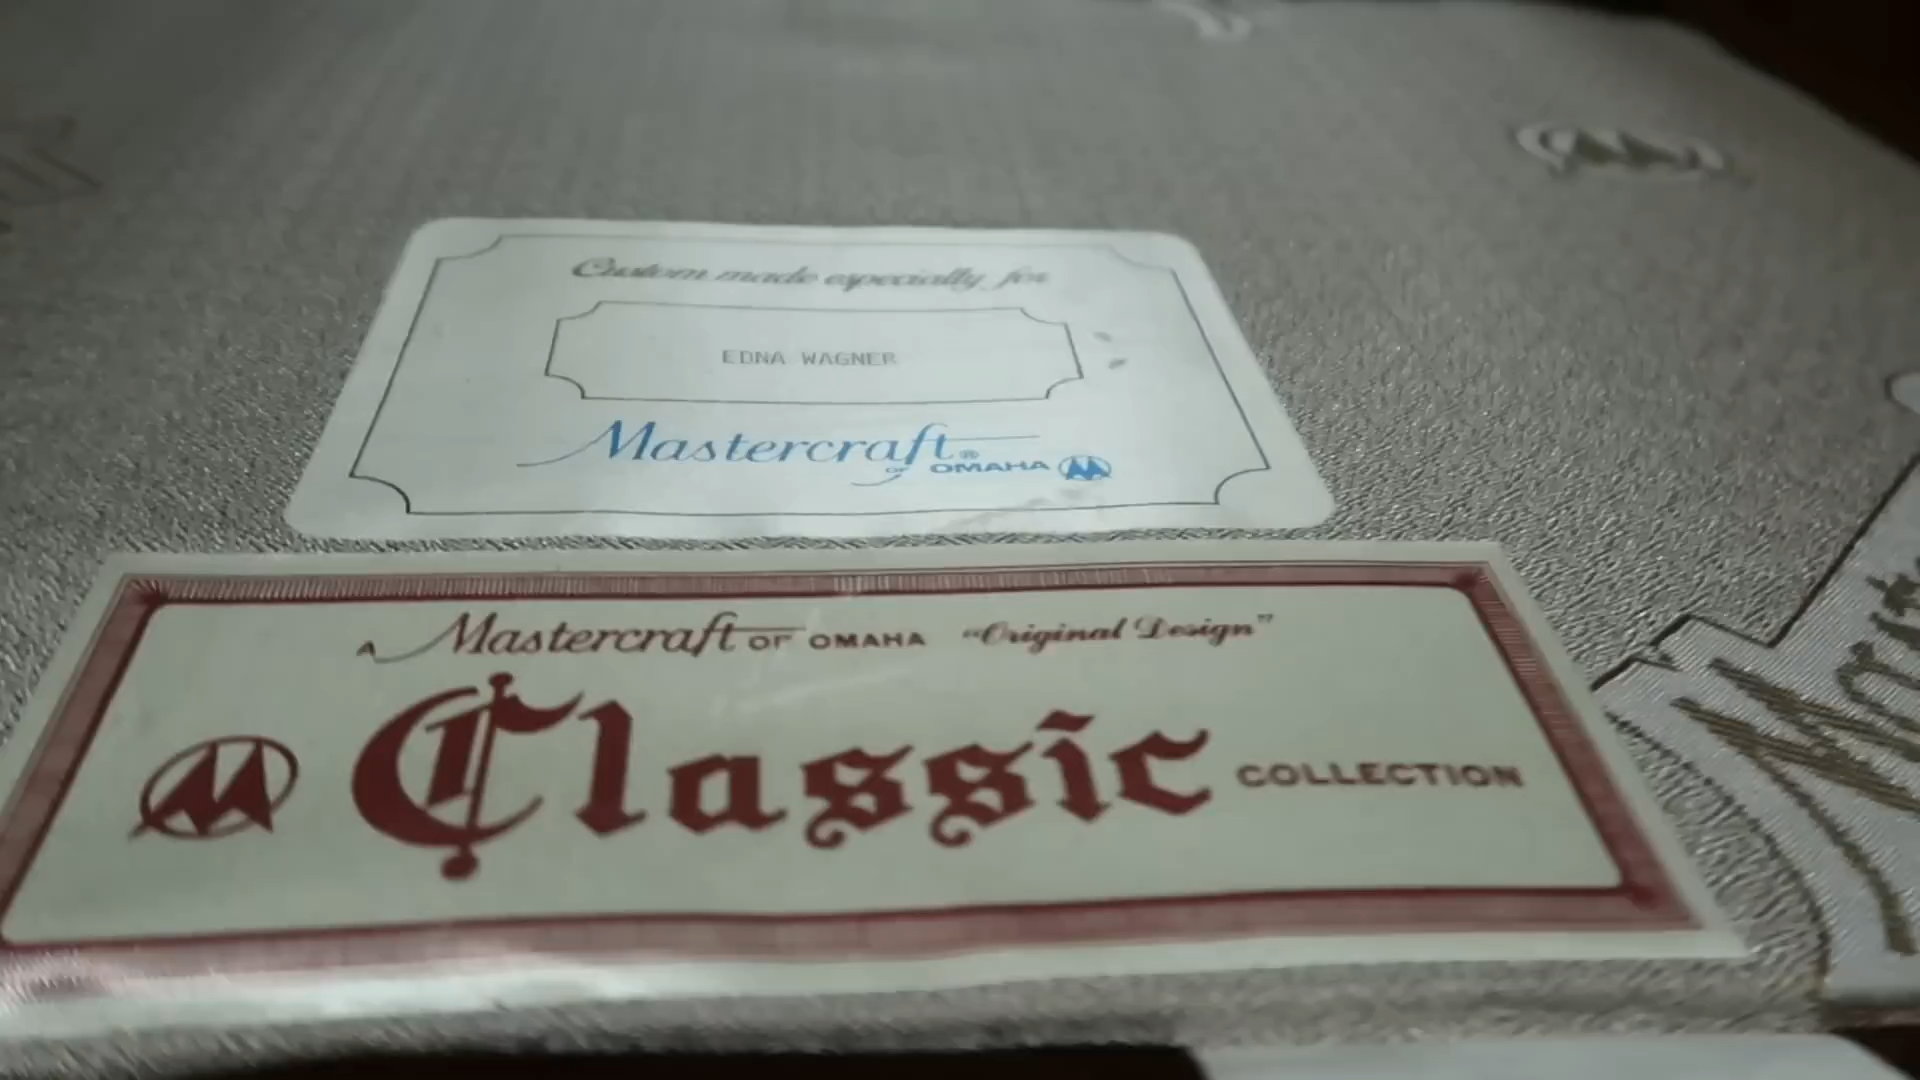 Custom made especially for
EDNA WAGNER
Mastercraft®
OF OMAHA
A Mastercraft OF OMAHA "Original Design"
Classic COLLECTION